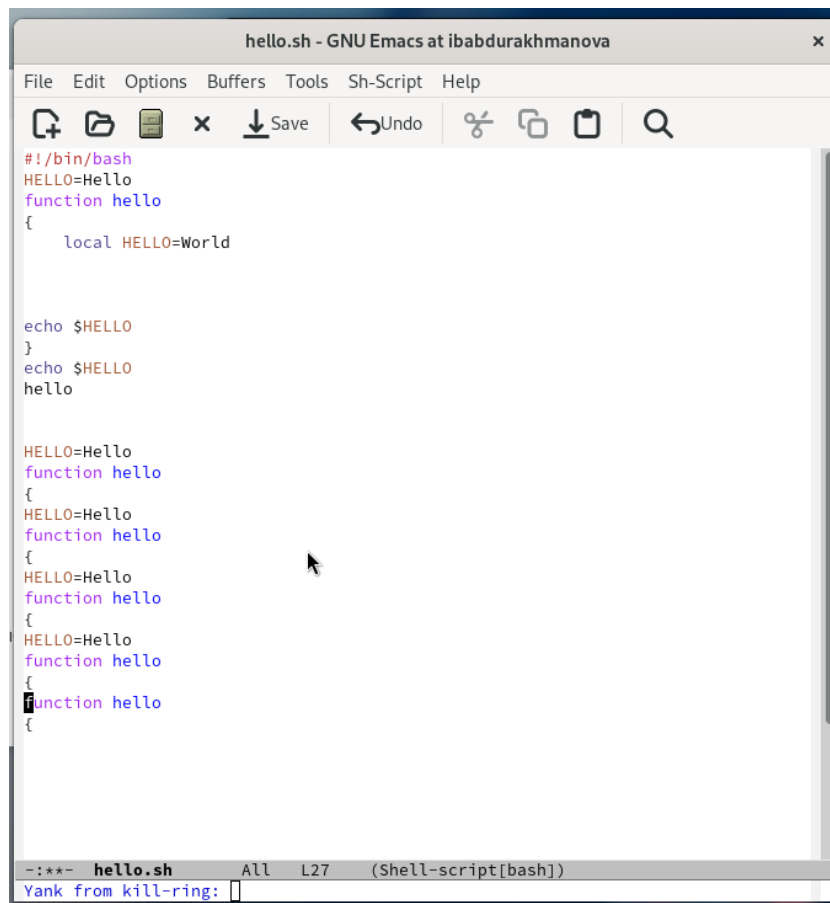 hello.sh - GNU Emacs at ibabdurakhmanova
File Edit Options Buffers Tools Sh-Script Help
Save Undo
#!/bin/bash
HELLO=Hello
function hello
{
    local HELLO=World
echo $HELLO
}
echo $HELLO
hello
HELLO=Hello
function hello
{
HELLO=Hello
function hello
{
HELLO=Hello
function hello
{
HELLO=Hello
function hello
{
function hello
{
-:**- hello.sh All L27 (Shell-script[bash])
Yank from kill-ring: